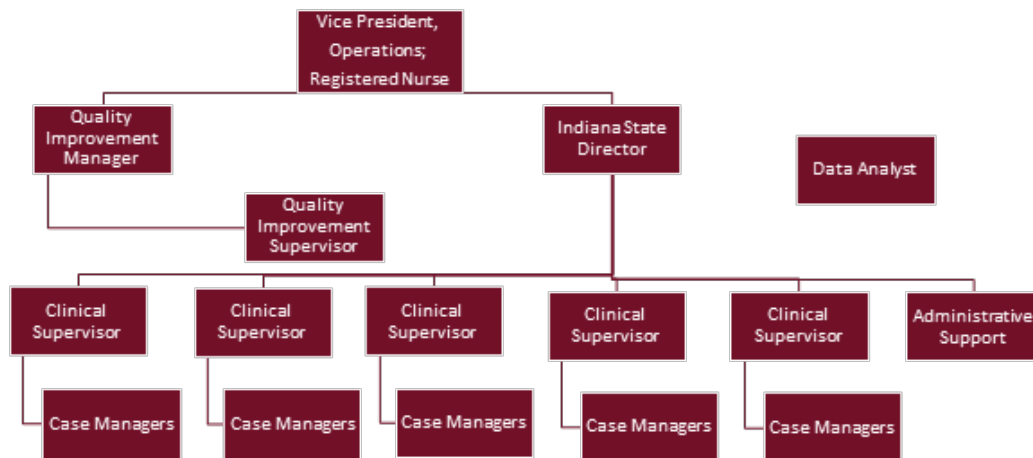 Vice President,
Operations;
Registered Nurse
Quality
Improvement
Manager
Indiana State
Director
Data Analyst
Quality
Improvement
Supervisor
Clinical
Supervisor
Clinical
Supervisor
Clinical
Supervisor
Clinical
Supervisor
Clinical
Supervisor
Administrative
Support
Case Managers
Case Managers
Case Managers
Case Managers
Case Managers